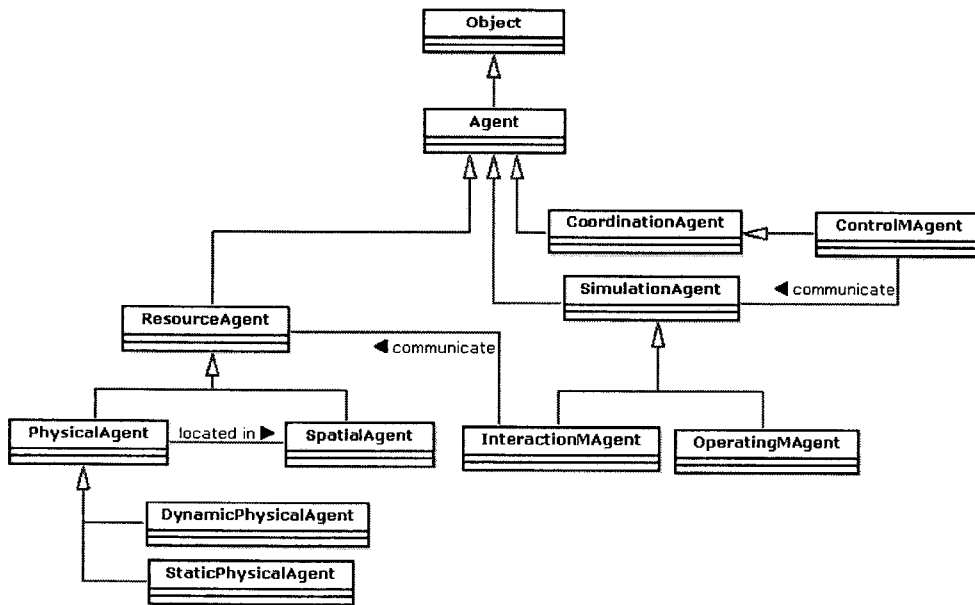 Object
Agent
CoordinationAgent
ControlMAgent
SimulationAgent
◀ communicate
ResourceAgent
◀ communicate
PhysicalAgent
located in ▶
SpatialAgent
InteractionMAgent
OperatingMAgent
DynamicPhysicalAgent
StaticPhysicalAgent